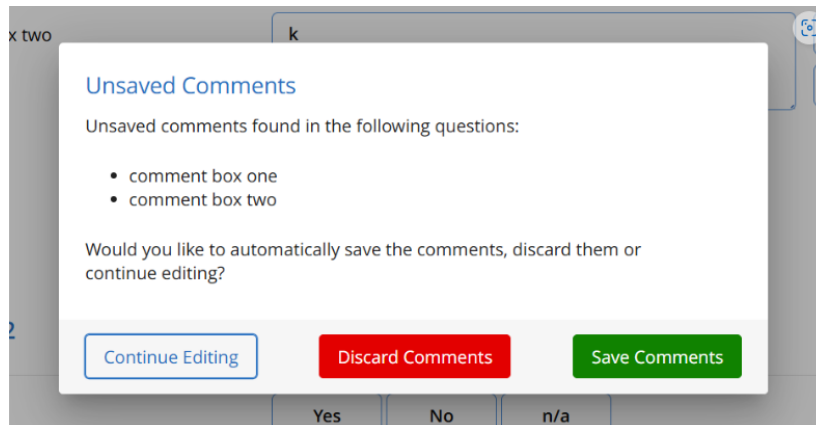 x two
k
Unsaved Comments
Unsaved comments found in the following questions:
• comment box one
• comment box two
Would you like to automatically save the comments, discard them or
continue editing?
2
Continue Editing
Discard Comments
Save Comments
Yes
No
n/a